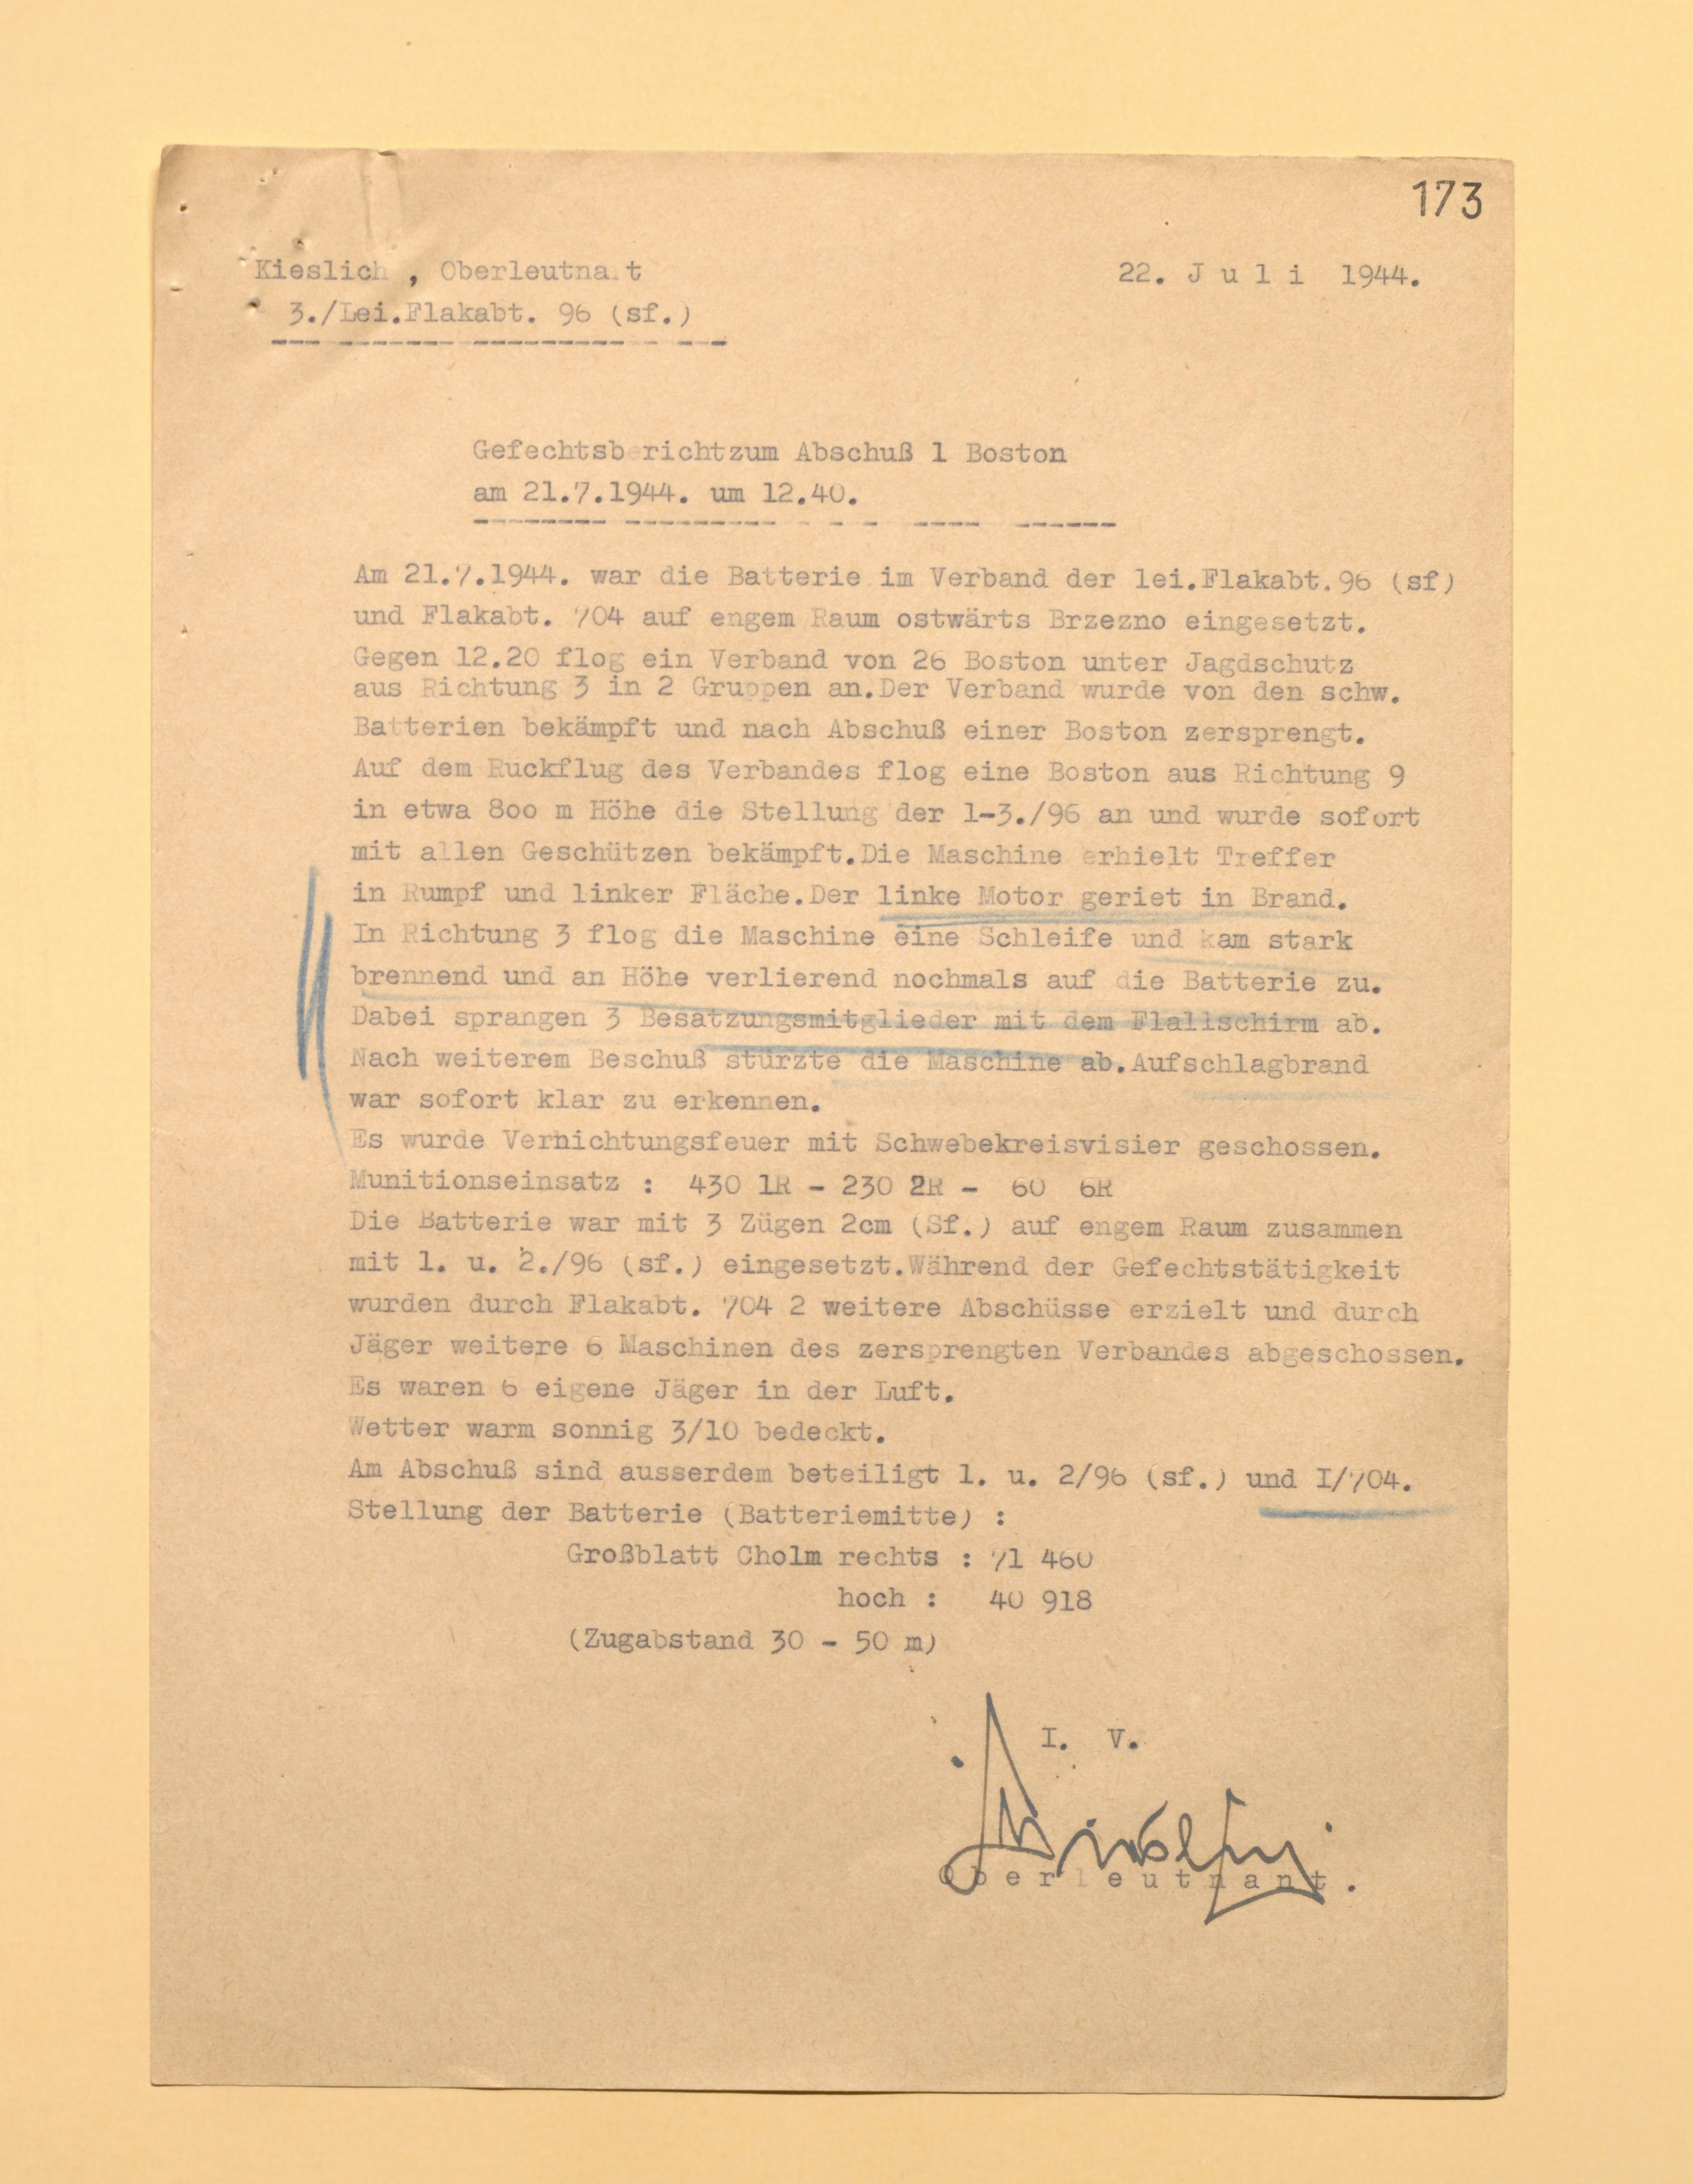 173
Kieslich , Oberleutna t
22. J u l i 1944.
3./Lei.Flakabt. 96 (sf.)
Gefechtsberichtzum Abschuß 1 Boston
am 21.7.1944. um 12.40.
Am 21.7.1944. war die Batterie im Verband der lei.Flakabt.96 (sf)
und Flakabt. 704 auf engem Raum ostwärts Brzezno eingesetzt.
Gegen 12.20 flog ein Verband von 26 Boston unter Jagdschutz
aus Richtung 3 in 2 Gruppen an.Der Verband wurde von den schw.
Batterien bekämpft und nach Abschuß einer Boston zersprengt.
Auf dem Rückflug des Verbandes flog eine Boston aus Richtung 9
in etwa 8oo m Höhe die Stellung der 1-3./96 an und wurde sofort
mit allen Geschützen bekämpft.Die Maschine erhielt Treffer
in Rumpf und linker Fläche.Der linke Motor geriet in Brand.
In Richtung 3 flog die Maschine eine Schleife und kam stark
brennend und an Höhe verlierend nochmals auf die Batterie zu.
Dabei sprangen 3 Besatzungsmitglieder mit dem Flallschirm ab.
Nach weiterem Beschuß stürzte die Maschine ab.Aufschlagbrand
war sofort klar zu erkennen.
Es wurde Vernichtungsfeuer mit Schwebekreisvisier geschossen.
Munitionseinsatz : 430 1R - 230 2R - 60 6R
Die Batterie war mit 3 Zügen 2cm (Sf.) auf engem Raum zusammen
mit 1. u. 2./96 (sf.) eingesetzt.Während der Gefechtstätigkeit
wurden durch Flakabt. 704 2 weitere Abschüsse erzielt und durch
Jäger weitere 6 Maschinen des zersprengten Verbandes abgeschossen.
Es waren 6 eigene Jäger in der Luft.
Wetter warm sonnig 3/10 bedeckt.
Am Abschuß sind ausserdem beteiligt 1. u. 2/96 (sf.) und I/704.
Stellung der Batterie (Batteriemitte) :
Großblatt Cholm rechts : 71 460
hoch : 40 918
(Zugabstand 30 - 50 m)
I. V.
O b e r l e u t n a n t .